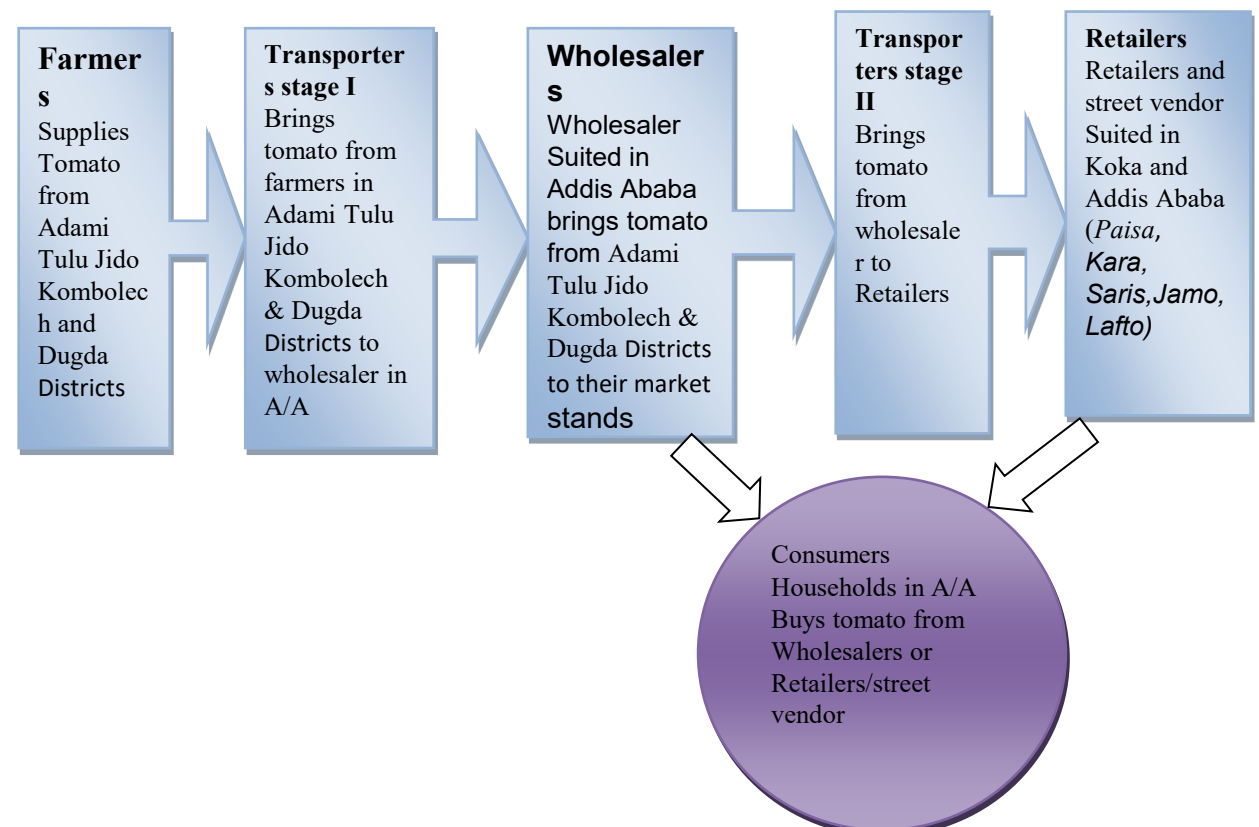 Farmer
s
Supplies
Tomato
from
Adami
Tulu Jido
Kombolec
h and
Dugda
Districts
Transporter
s stage I
Brings
tomato from
farmers in
Adami Tulu
Jido
Kombolech
& Dugda
Districts to
wholesaler in
A/A
Wholesaler
s
Wholesaler
Suited in
Addis Ababa
brings tomato
from Adami
Tulu Jido
Kombolech &
Dugda Districts
to their market
stands
Transpor
ters stage
II
Brings
tomato
from
wholesale
r to
Retailers
Retailers
Retailers and
street vendor
Suited in
Koka and
Addis Ababa
(Paisa,
Kara,
Saris,Jamo,
Lafto)
Consumers
Households in A/A
Buys tomato from
Wholesalers or
Retailers/street
vendor